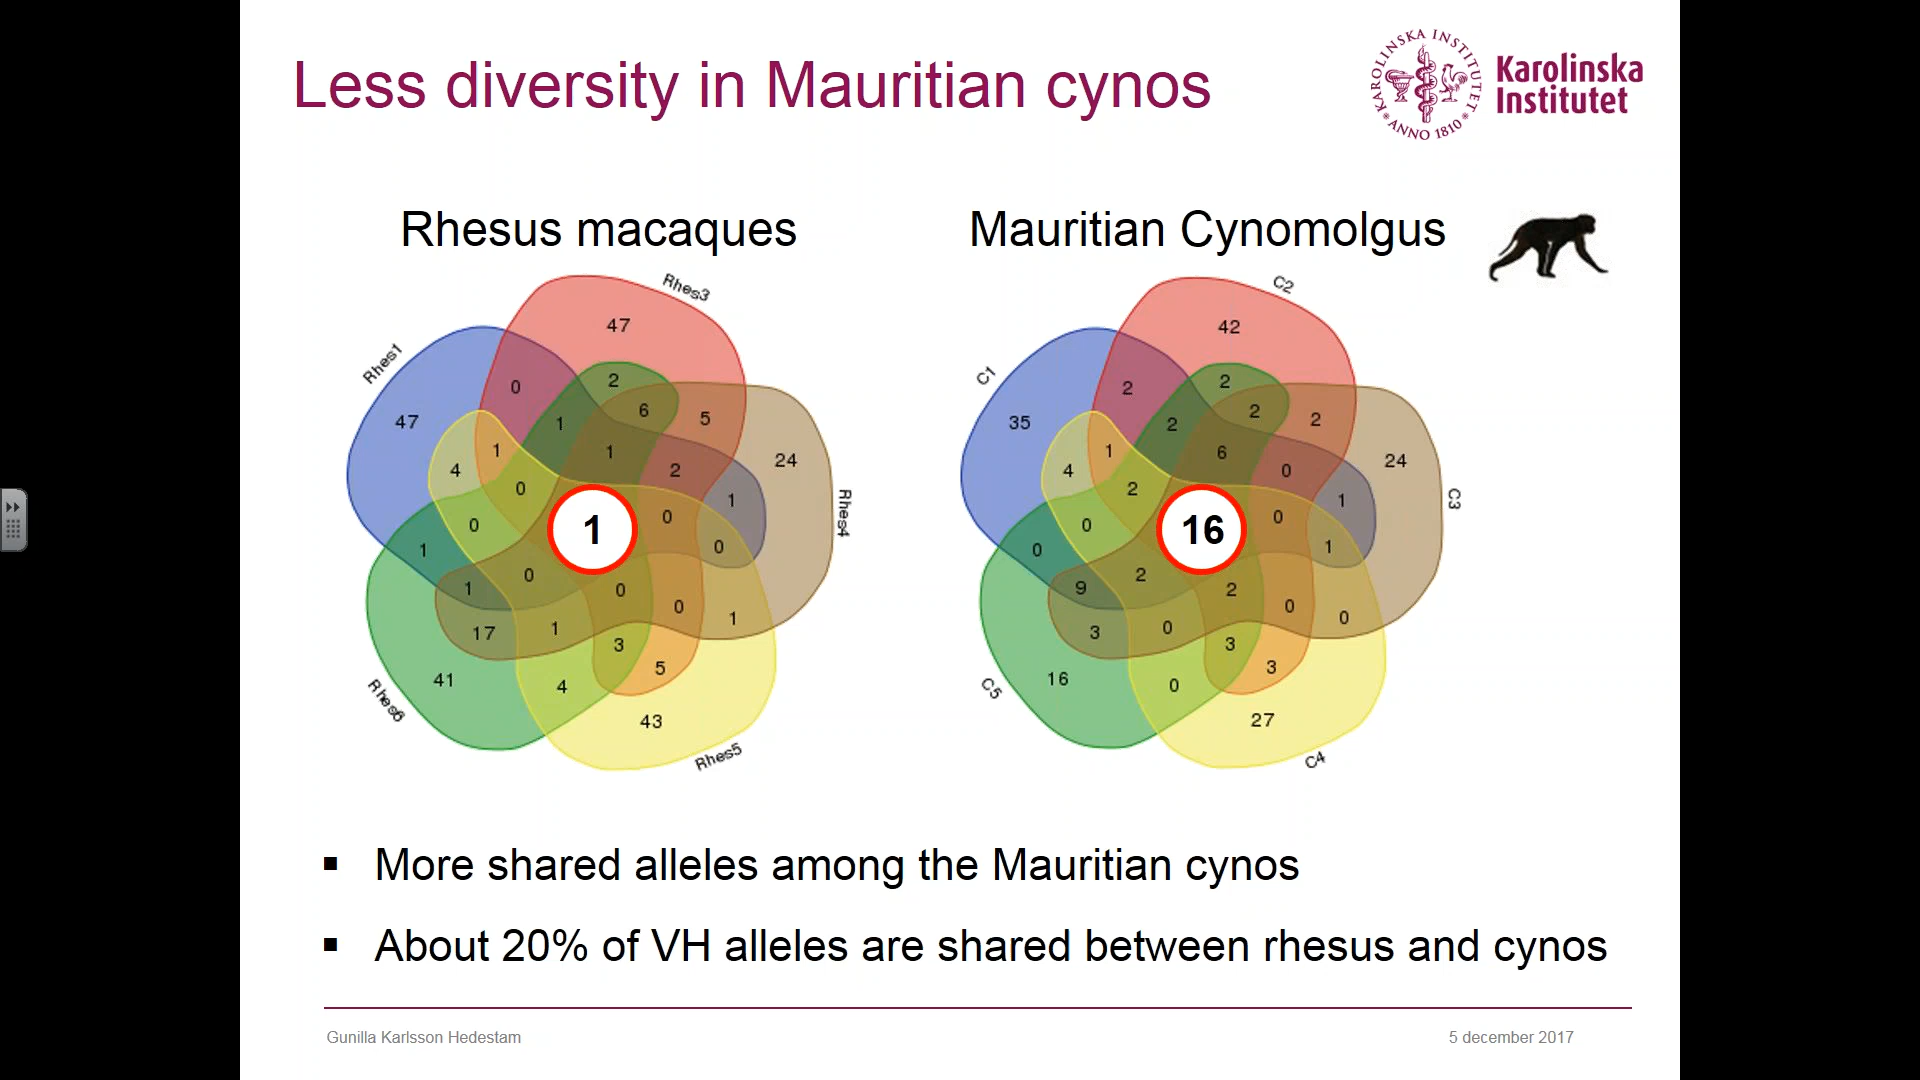 Less diversity in Mauritian cynos
KAROLINSKA INSTITUTET
ANNO 1810
Karolinska
Institutet
Rhesus macaques
Mauritian Cynomolgus
Rhes1
Rhes3
Rhes4
Rhes5
Rhes6
47
47
0
2
6
5
1
24
1
4
1
2
1
0
0
0
0
1
1
0
0
0
1
17
1
3
5
41
4
43
1
C1
C2
C3
C4
C5
42
35
2
2
2
2
2
24
1
4
6
0
1
2
0
0
1
0
16
9
2
2
0
0
3
0
3
3
16
0
27
▪ More shared alleles among the Mauritian cynos
▪ About 20% of VH alleles are shared between rhesus and cynos
Gunilla Karlsson Hedestam
5 december 2017